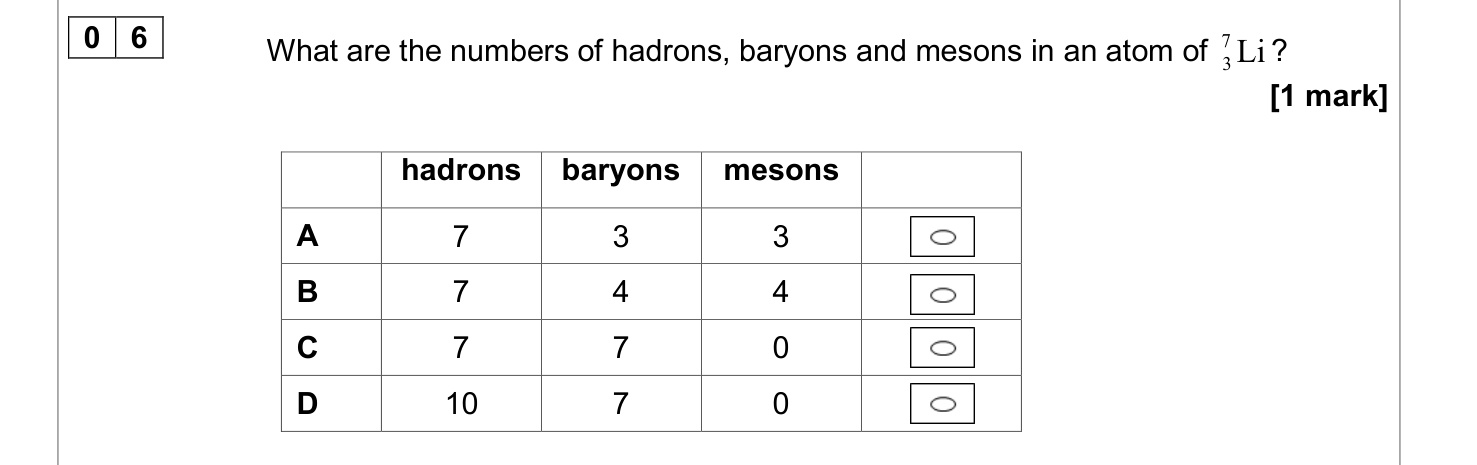 0 6
What are the numbers of hadrons, baryons and mesons in an atom of ⁷₃Li?
[1 mark]
hadrons baryons mesons
A 7 3 3
B 7 4 4
C 7 7 0
D 10 7 0